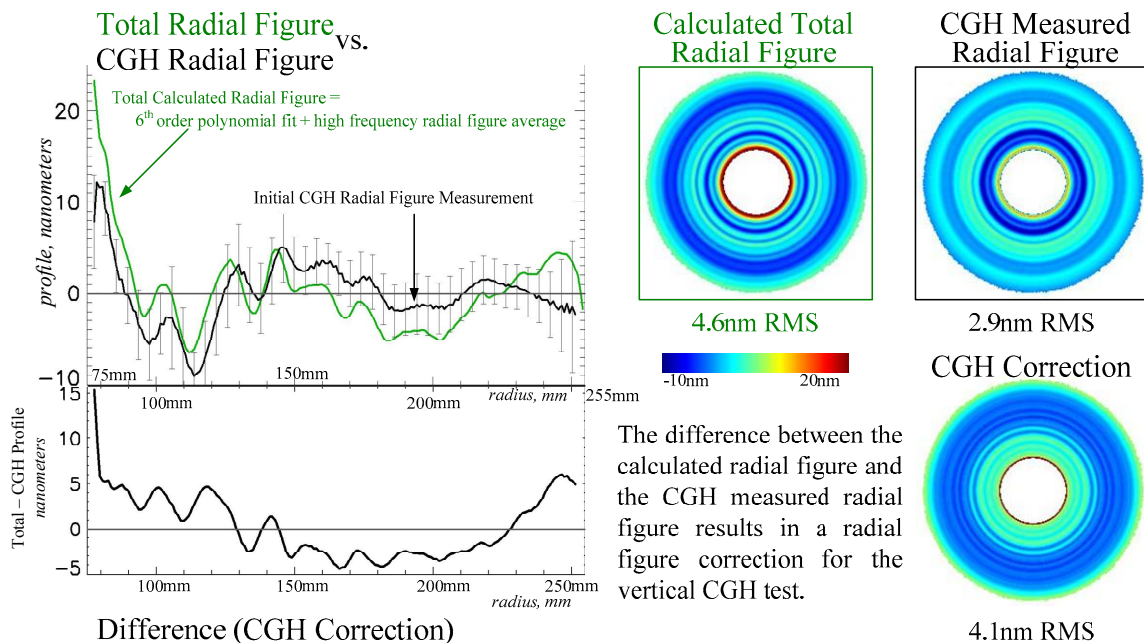 Total Radial Figure
vs.
CGH Radial Figure
Total Calculated Radial Figure =
6th order polynomial fit + high frequency radial figure average
Initial CGH Radial Figure Measurement
profile, nanometers
20
10
0
−10
75mm
100mm
150mm
200mm
radius, mm
255mm
Total – CGH Profile
nanometers
15
10
5
0
−5
100mm
150mm
200mm
250mm
radius, mm
Difference (CGH Correction)
Calculated Total
Radial Figure
4.6nm RMS
CGH Measured
Radial Figure
2.9nm RMS
-10nm
20nm
The difference between the
calculated radial figure and
the CGH measured radial
figure results in a radial
figure correction for the
vertical CGH test.
CGH Correction
4.1nm RMS